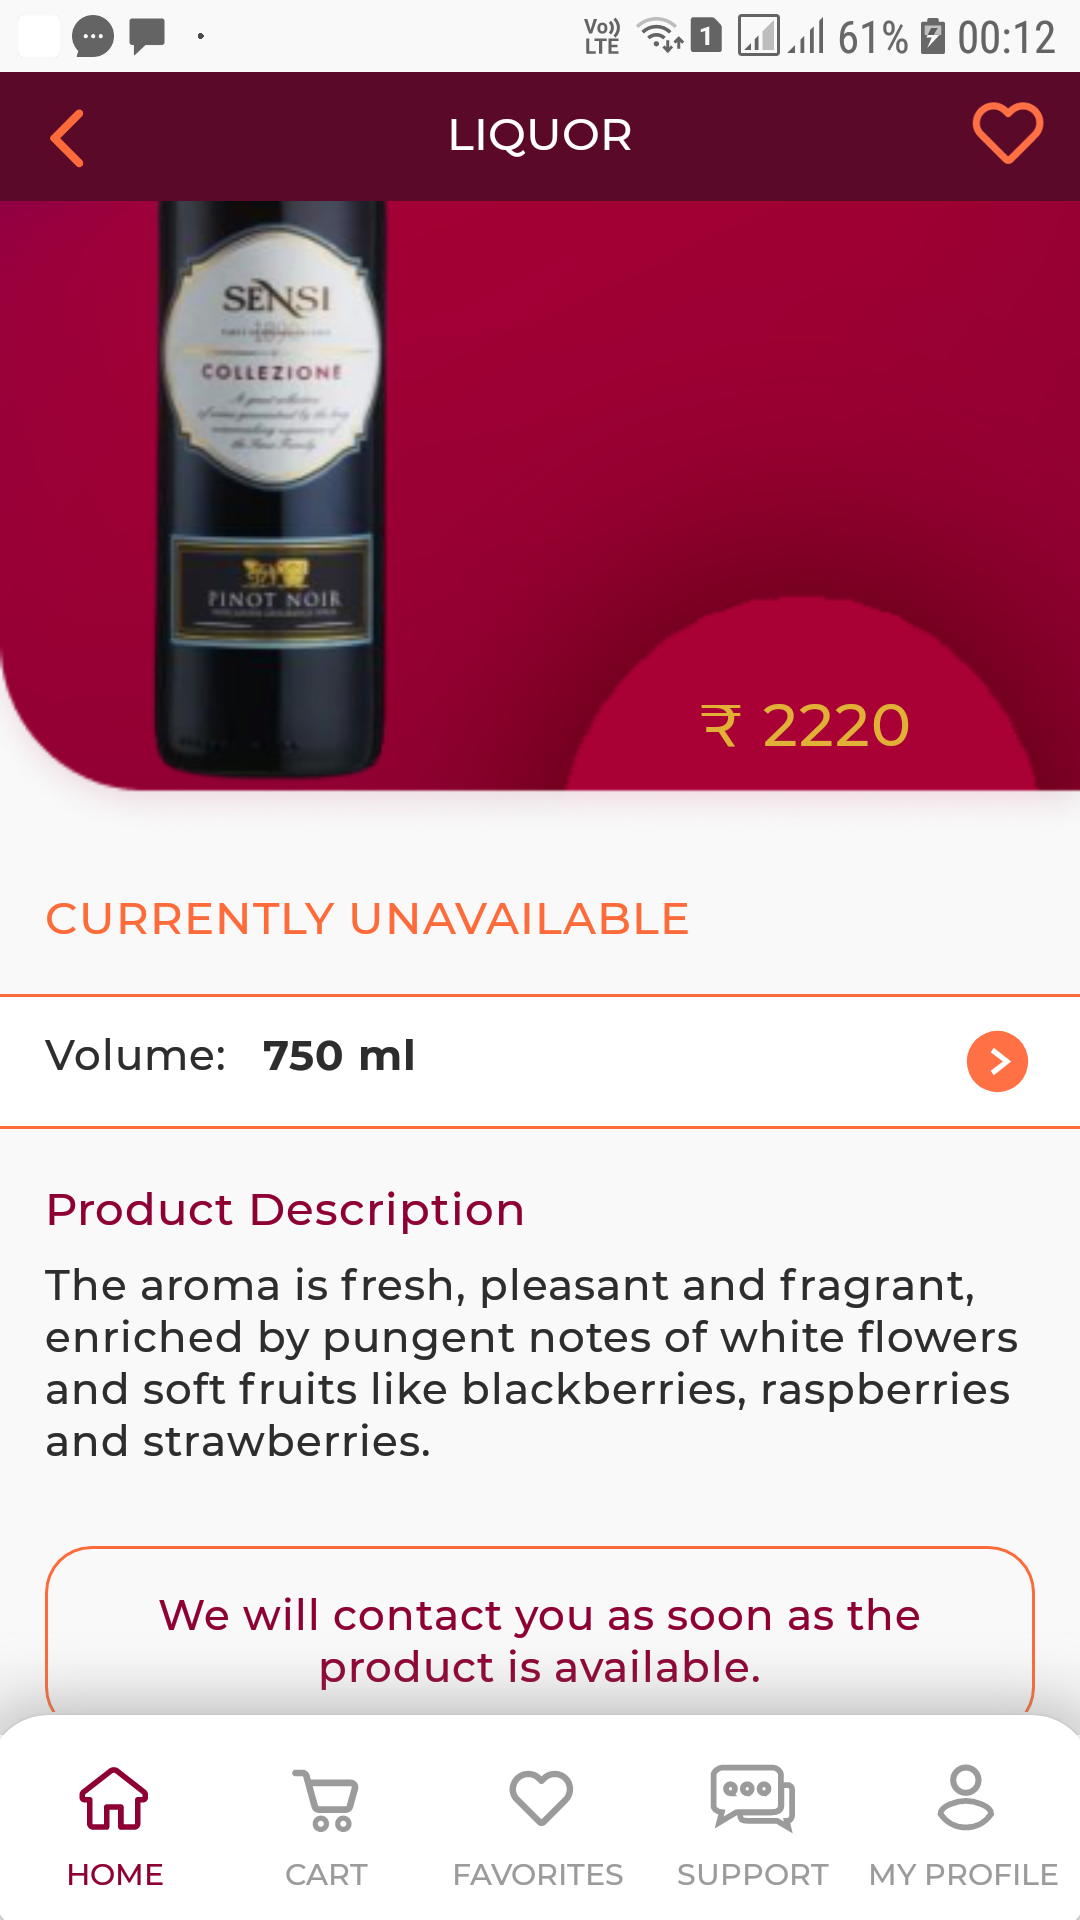 Vo)) LTE 1 61% 00:12
LIQUOR
SENSI
1890
COLLEZIONE
PINOT NOIR
₹ 2220
CURRENTLY UNAVAILABLE
Volume: 750 ml
Product Description
The aroma is fresh, pleasant and fragrant,
enriched by pungent notes of white flowers
and soft fruits like blackberries, raspberries
and strawberries.
We will contact you as soon as the
product is available.
HOME CART FAVORITES SUPPORT MY PROFILE